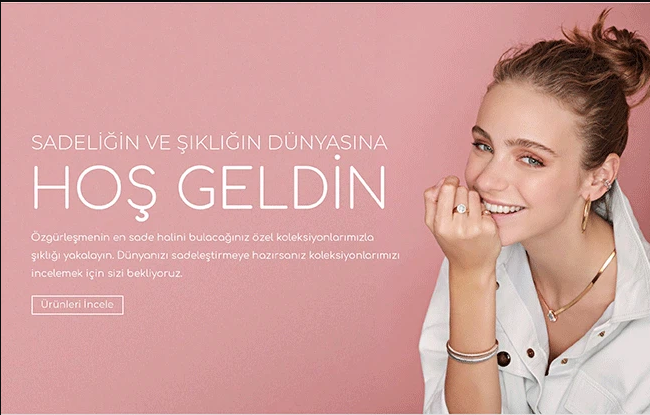 SADELİĞİN VE ŞIKLIĞIN DÜNYASINA
HOŞ GELDİN
Özgürleşmenin en sade halini bulacağınız özel koleksiyonlarımızla
şıklığı yakalayın. Dünyanızı sadeleştirmeye hazırsanız koleksiyonlarımızı
incelemek için sizi bekliyoruz.
Ürünleri İncele